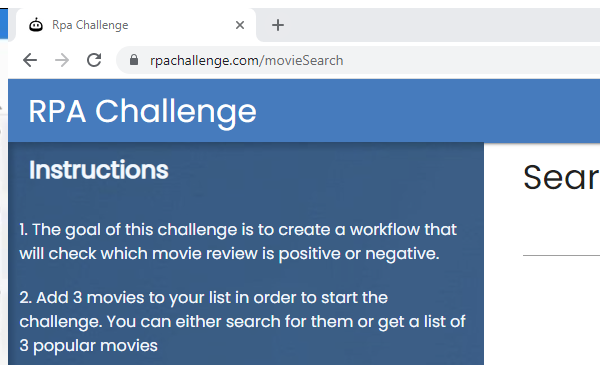 Rpa Challenge
rpachallenge.com/movieSearch
RPA Challenge
Instructions
Sear
1. The goal of this challenge is to create a workflow that
will check which movie review is positive or negative.
2. Add 3 movies to your list in order to start the
challenge. You can either search for them or get a list of
3 popular movies